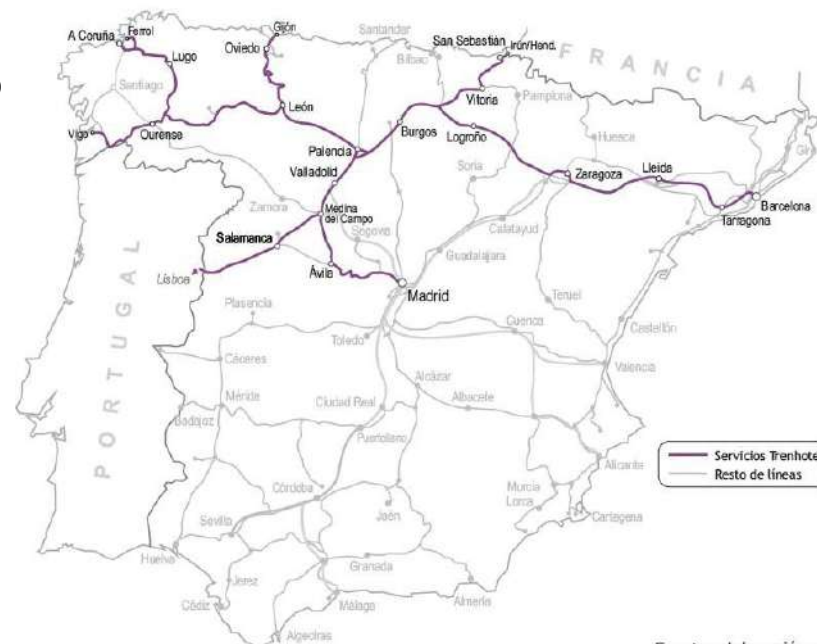 Santander
Gijón
Ferrol
A Coruña
Oviedo
San Sebastián
Irún/Hend.
FRANCIA
Bilbao
Lugo
Santiago
Vitoria
Pamplona
León
Vigo
Ourense
Burgos
Logroño
Huesca
Palencia
Valladolid
Soria
Zaragoza
Lleida
Barcelona
Tarragona
Zamora
Medina
del Campo
Segovia
Calatayud
Salamanca
Guadalajara
Lisboa
Ávila
Madrid
PORTUGAL
Plasencia
Teruel
Toledo
Cuenca
Castellón
Cáceres
Valencia
Mérida
Alcázar
Albacete
Ciudad Real
Badajoz
Puertollano
Servicios Trenhote
Resto de líneas
Alicante
Córdoba
Murcia
Lorca
Sevilla
Jaén
Cartagena
Huelva
Granada
Jerez
Cádiz
Málaga
Almería
Algeciras